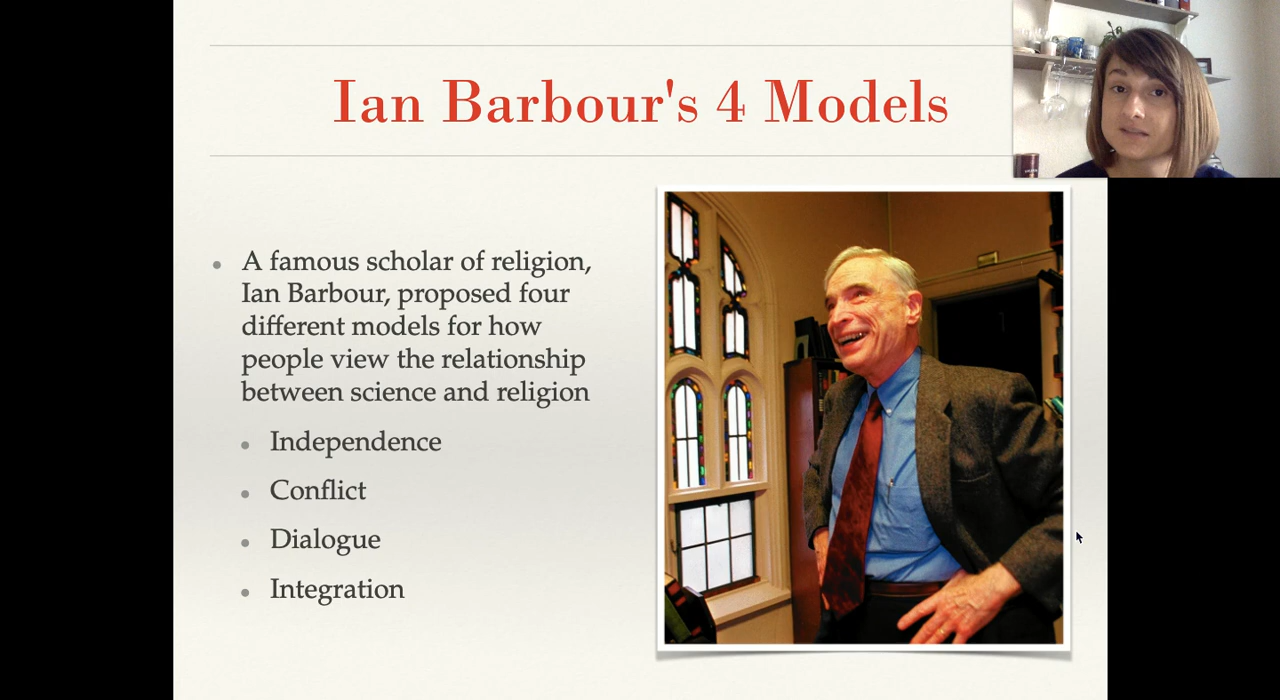 Ian Barbour's 4 Models
A famous scholar of religion,
Ian Barbour, proposed four
different models for how
people view the relationship
between science and religion
Independence
Conflict
Dialogue
Integration